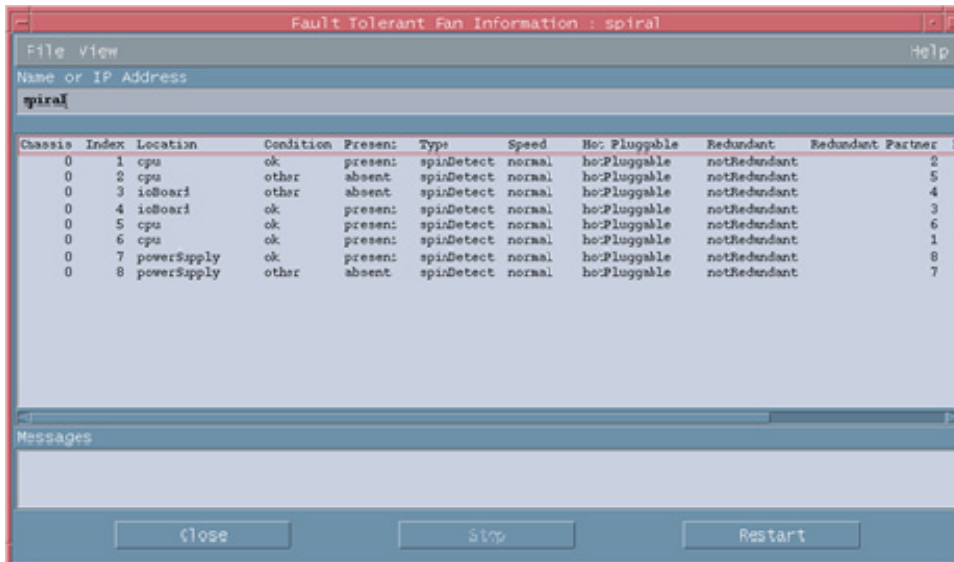 Fault Tolerant Fan Information : spiral
File View Help
Name or IP Address
spiral
Chassis Index Location Condition Present Type Speed Hot Pluggable Redundant Redundant Partner
0 1 cpu ok present spinDetect normal hotPluggable notRedundant 2
0 2 cpu other absent spinDetect normal hotPluggable notRedundant 5
0 3 ioBoard other absent spinDetect normal hotPluggable notRedundant 4
0 4 ioBoard ok present spinDetect normal hotPluggable notRedundant 3
0 5 cpu ok present spinDetect normal hotPluggable notRedundant 6
0 6 cpu ok present spinDetect normal hotPluggable notRedundant 1
0 7 powerSupply ok present spinDetect normal hotPluggable notRedundant 8
0 8 powerSupply other absent spinDetect normal hotPluggable notRedundant 7
Messages
Close Stop Restart